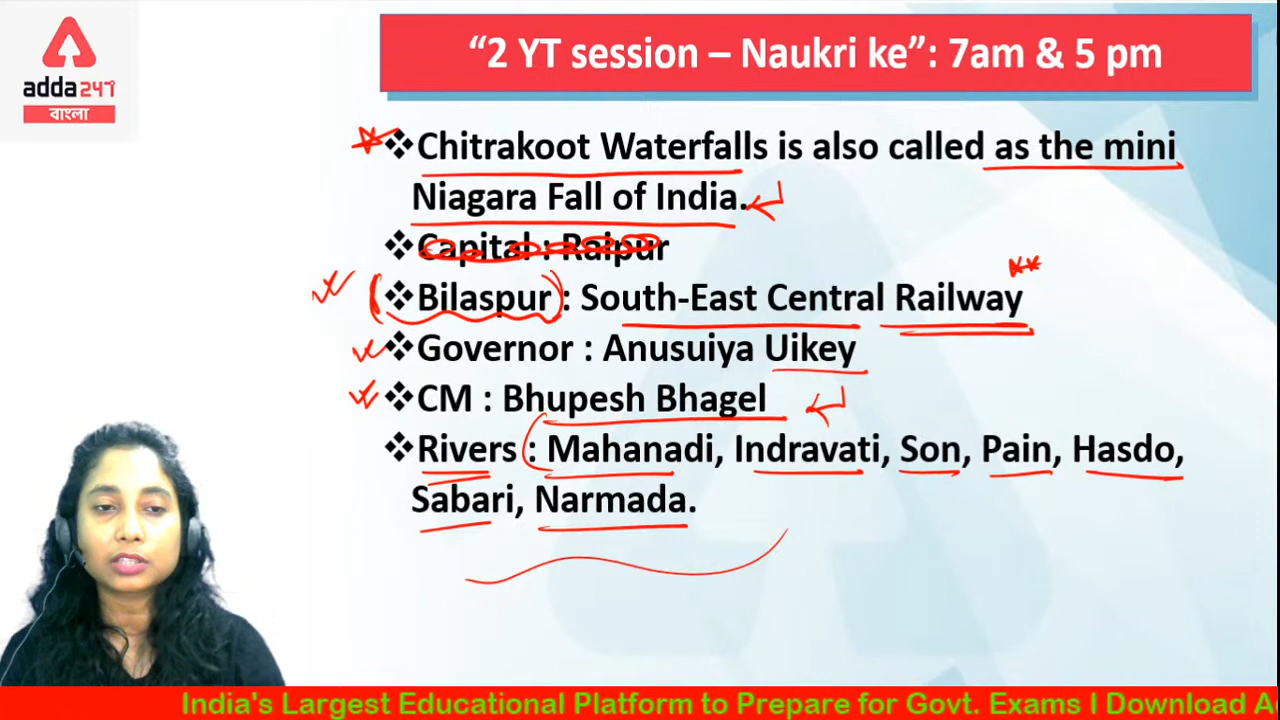 adda247
বাংলা
“2 YT session – Naukri ke”: 7am & 5 pm
❖Chitrakoot Waterfalls is also called as the mini
Niagara Fall of India.
❖Capital : Raipur
❖Bilaspur : South-East Central Railway
❖Governor : Anusuiya Uikey
❖CM : Bhupesh Bhagel
❖Rivers : Mahanadi, Indravati, Son, Pain, Hasdo,
Sabari, Narmada.
India's Largest Educational Platform to Prepare for Govt. Exams I Download A